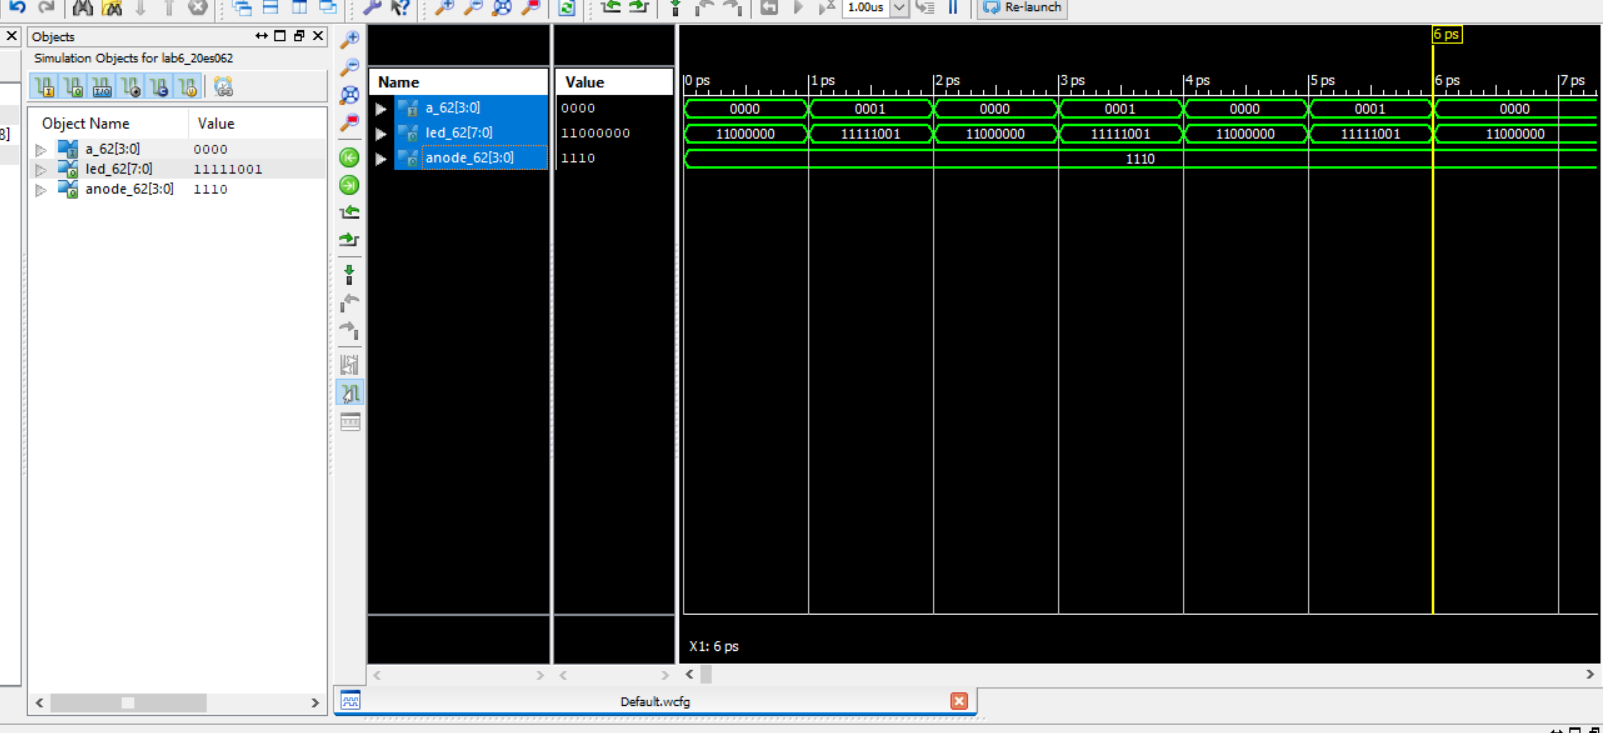 1.00us
Re-launch
Objects
Simulation Objects for lab6_20es062
Object Name Value
a_62[3:0] 0000
led_62[7:0] 11111001
anode_62[3:0] 1110
8]
Name Value
a_62[3:0] 0000
led_62[7:0] 11000000
anode_62[3:0] 1110
6 ps
0 ps 1 ps 2 ps 3 ps 4 ps 5 ps 6 ps 7 ps
0000 0001 0000 0001 0000 0001 0000
11000000 11111001 11000000 11111001 11000000 11111001 11000000
1110
X1: 6 ps
Default.wcfg